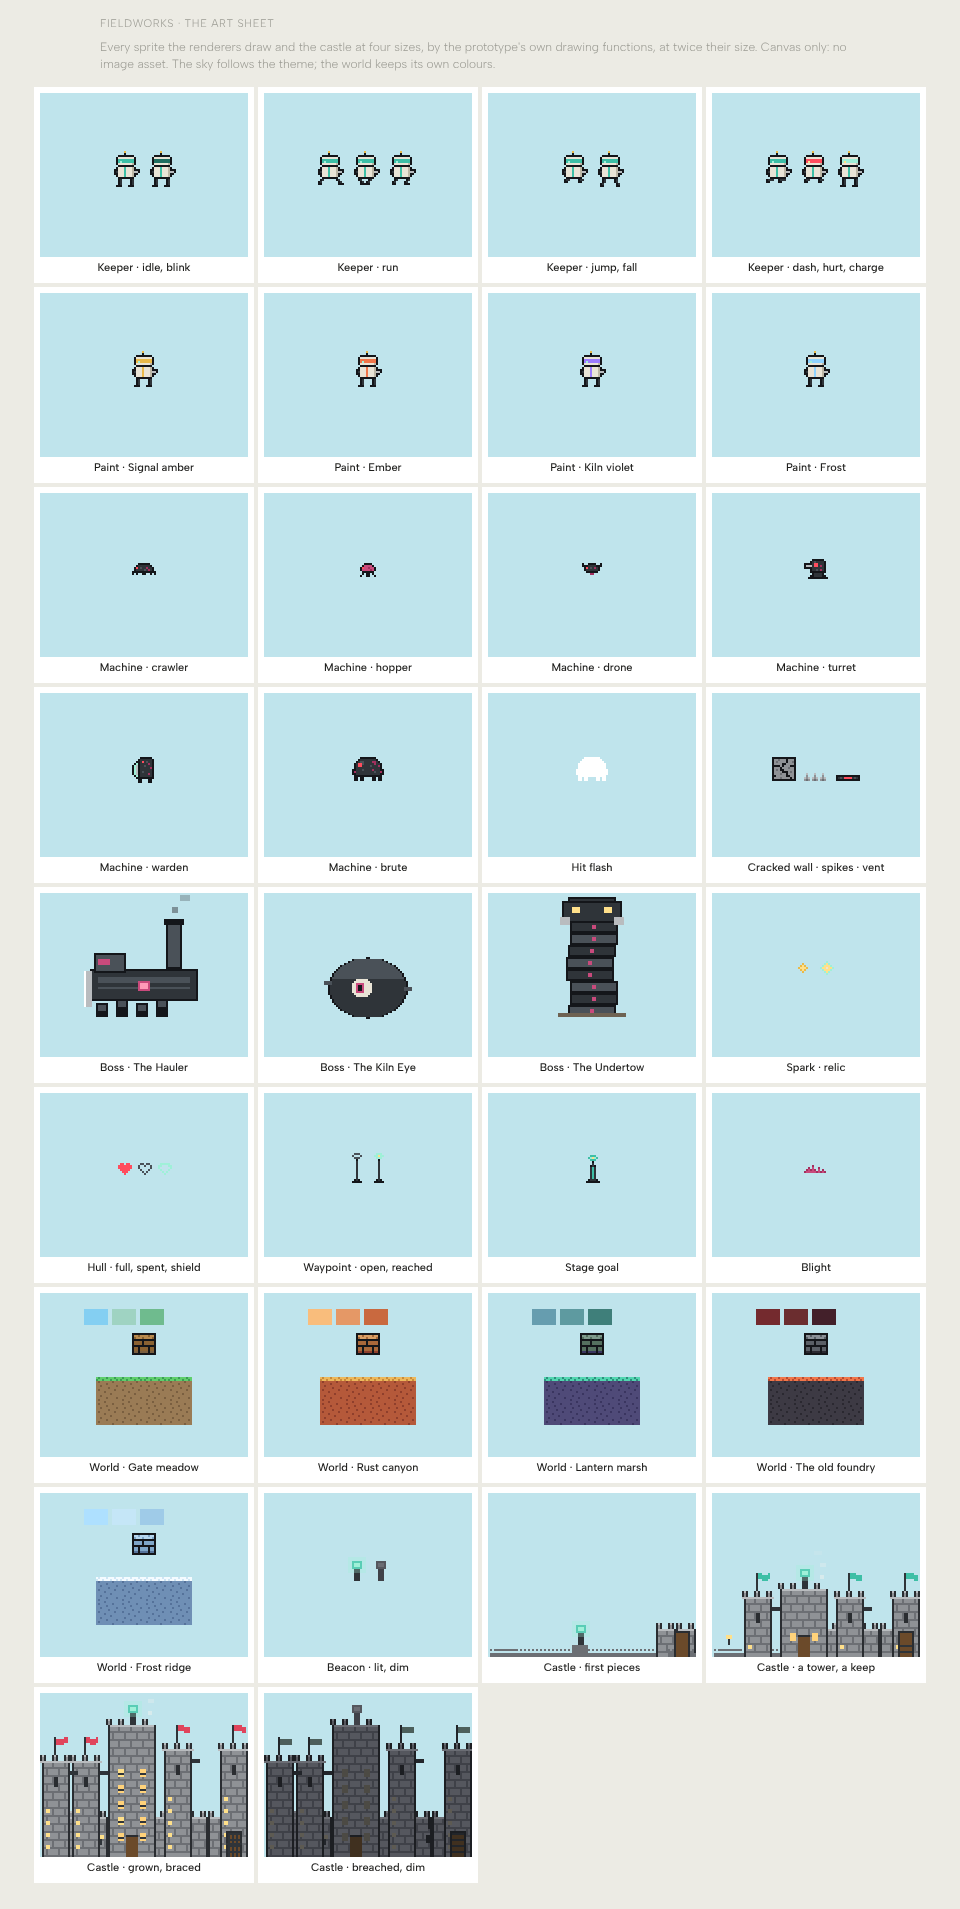 FIELDWORKS · THE ART SHEET
Every sprite the renderers draw and the castle at four sizes, by the prototype's own drawing functions, at twice their size. Canvas only: no
image asset. The sky follows the theme; the world keeps its own colours.
Keeper · idle, blink
Keeper · run
Keeper · jump, fall
Keeper · dash, hurt, charge
Paint · Signal amber
Paint · Ember
Paint · Kiln violet
Paint · Frost
Machine · crawler
Machine · hopper
Machine · drone
Machine · turret
Machine · warden
Machine · brute
Hit flash
Cracked wall · spikes · vent
Boss · The Hauler
Boss · The Kiln Eye
Boss · The Undertow
Spark · relic
Hull · full, spent, shield
Waypoint · open, reached
Stage goal
Blight
World · Gate meadow
World · Rust canyon
World · Lantern marsh
World · The old foundry
World · Frost ridge
Beacon · lit, dim
Castle · first pieces
Castle · a tower, a keep
Castle · grown, braced
Castle · breached, dim